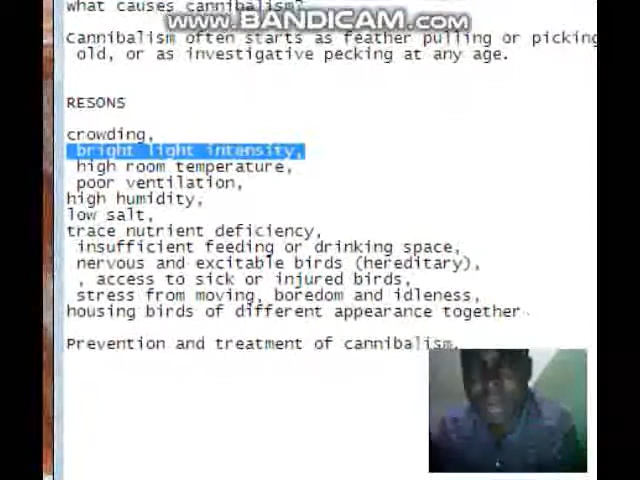 what causes cannibalism?
www.BANDICAM.com
cannibalism often starts as feather pulling or picking
old, or as investigative pecking at any age.
RESONS
crowding,
bright light intensity,
high room temperature,
poor ventilation,
high humidity,
low salt,
trace nutrient deficiency,
insufficient feeding or drinking space,
nervous and excitable birds (hereditary),
, access to sick or injured birds,
stress from moving, boredom and idleness,
housing birds of different appearance together.
Prevention and treatment of cannibalism.